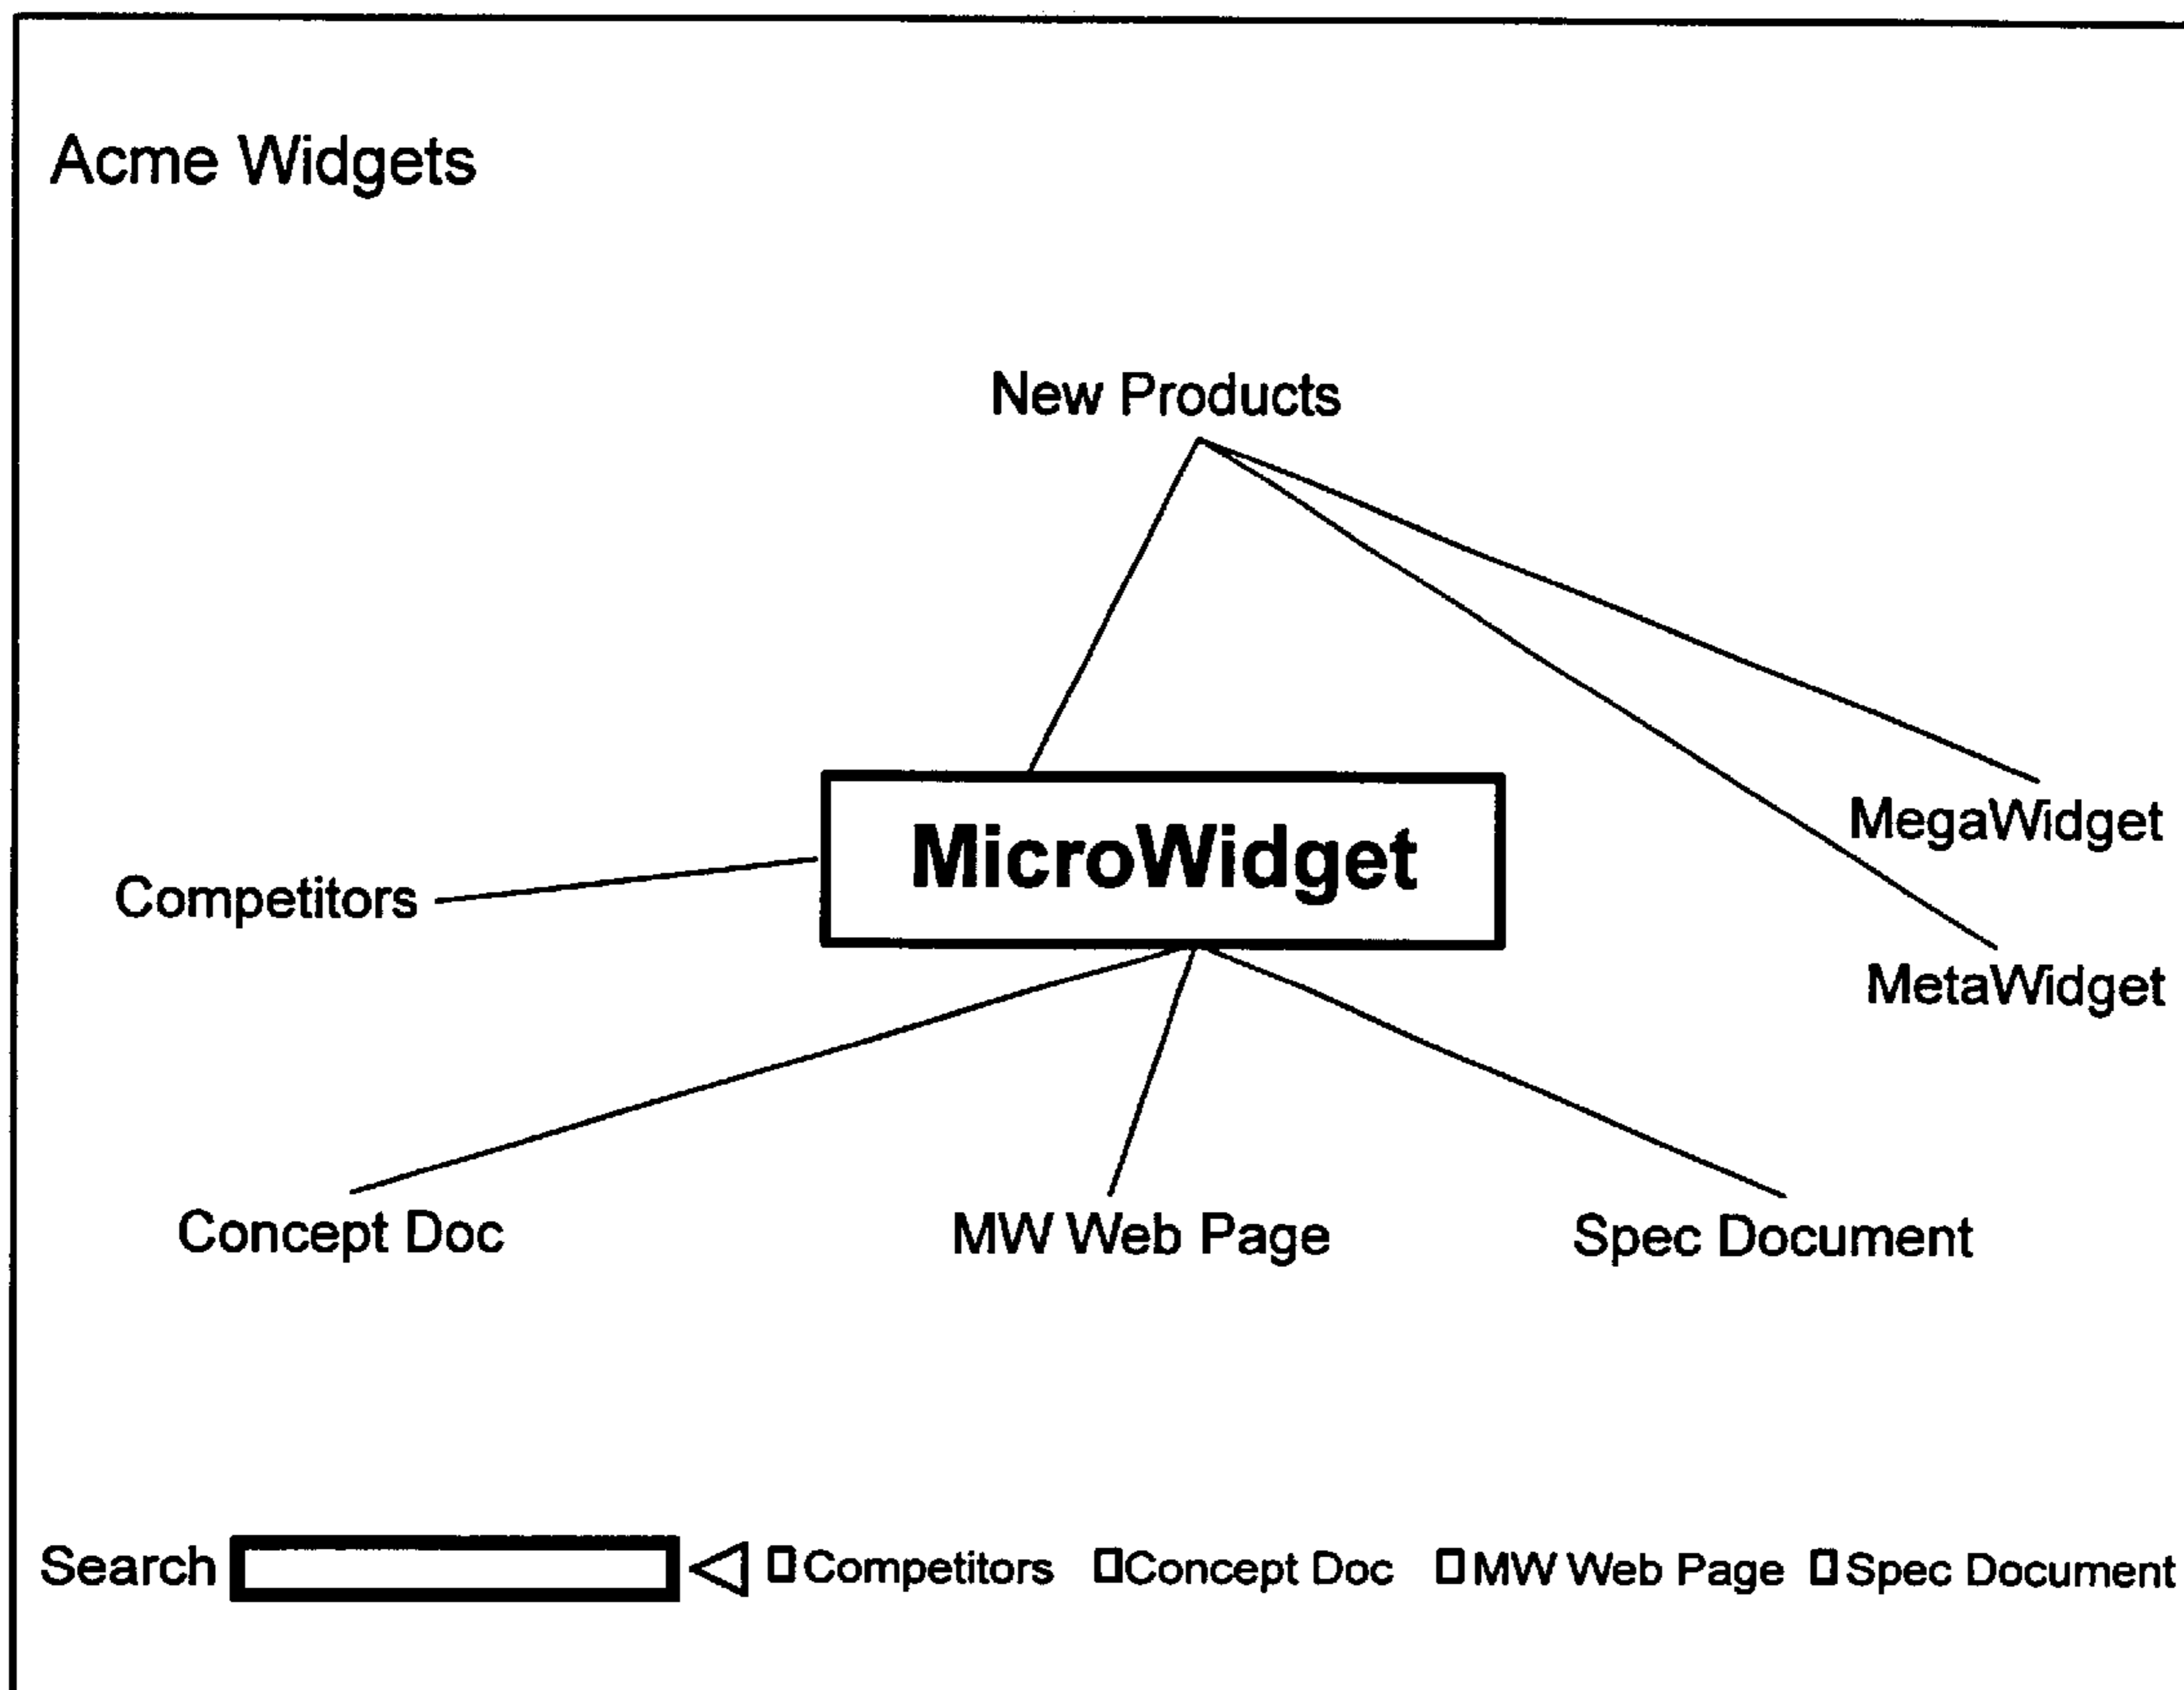 Acme Widgets
New Products
MegaWidget
MicroWidget
Competitors
MetaWidget
Concept Doc
MW Web Page
Spec Document
Search
Competitors
Concept Doc
MW Web Page
Spec Document